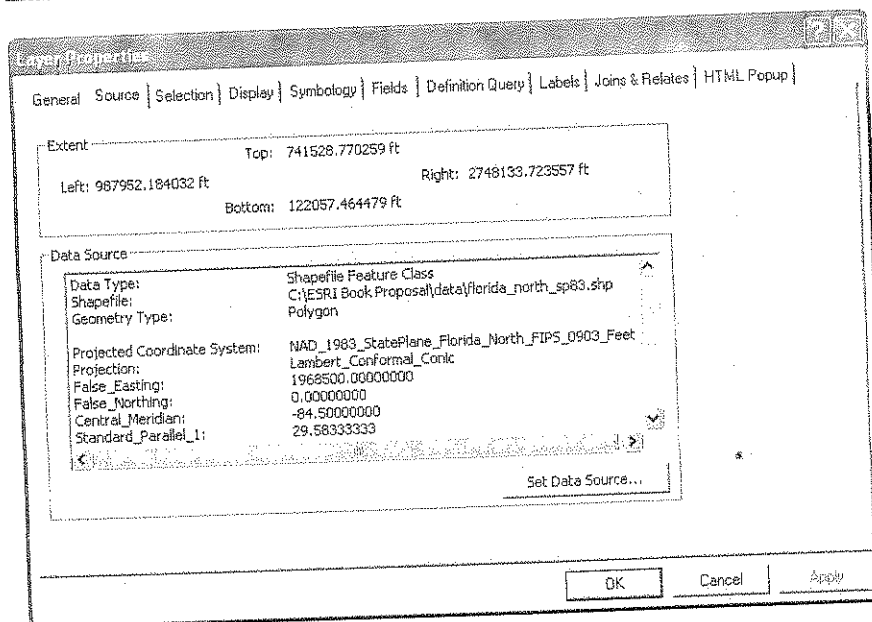 Layer Properties
General Source Selection Display Symbology Fields Definition Query Labels Joins & Relates HTML Popup
Extent
Top: 741528.770259 ft
Left: 987952.184032 ft Right: 2748133.723557 ft
Bottom: 122057.464479 ft
Data Source
Data Type: Shapefile Feature Class
Shapefile: C:\ESRI Book Proposal\data\florida_north_sp83.shp
Geometry Type: Polygon
Projected Coordinate System: NAD_1983_StatePlane_Florida_North_FIPS_0903_Feet
Projection: Lambert_Conformal_Conic
False_Easting: 1968500.00000000
False_Northing: 0.00000000
Central_Meridian: -84.50000000
Standard_Parallel_1: 29.58333333
Set Data Source...
OK Cancel Apply